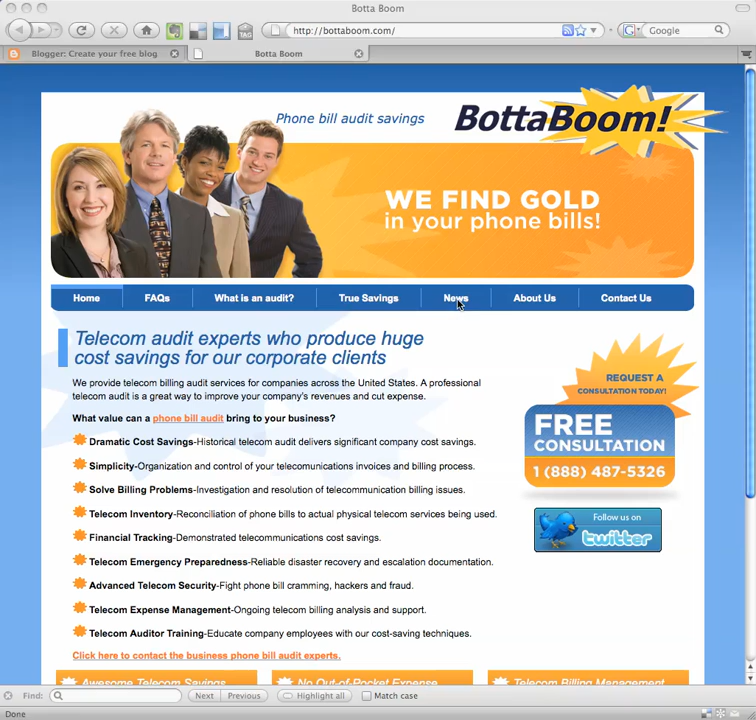 Botta Boom
http://bottaboom.com/
Google
TAG
Blogger: Create your free blog
Botta Boom
Phone bill audit savings
BottaBoom!
WE FIND GOLD
in your phone bills!
Home
FAQs
What is an audit?
True Savings
News
About Us
Contact Us
Telecom audit experts who produce huge
cost savings for our corporate clients
We provide telecom billing audit services for companies across the United States. A professional
telecom audit is a great way to improve your company's revenues and cut expense.
What value can a phone bill audit bring to your business?
Dramatic Cost Savings-Historical telecom audit delivers significant company cost savings.
Simplicity-Organization and control of your telecommunications invoices and billing process.
Solve Billing Problems-Investigation and resolution of telecommunication billing issues.
Telecom Inventory-Reconciliation of phone bills to actual physical telecom services being used.
Financial Tracking-Demonstrated telecommunications cost savings.
Telecom Emergency Preparedness-Reliable disaster recovery and escalation documentation.
Advanced Telecom Security-Fight phone bill cramming, hackers and fraud.
Telecom Expense Management-Ongoing telecom billing analysis and support.
Telecom Auditor Training-Educate company employees with our cost-saving techniques.
Click here to contact the business phone bill audit experts.
REQUEST A
CONSULTATION TODAY!
FREE
CONSULTATION
1 (888) 487-5326
Follow us on
twitter
Awesome Telecom Savings
No Out-of-Pocket Expense
Telecom Billing Management
Find:
Next
Previous
Highlight all
Match case
Done